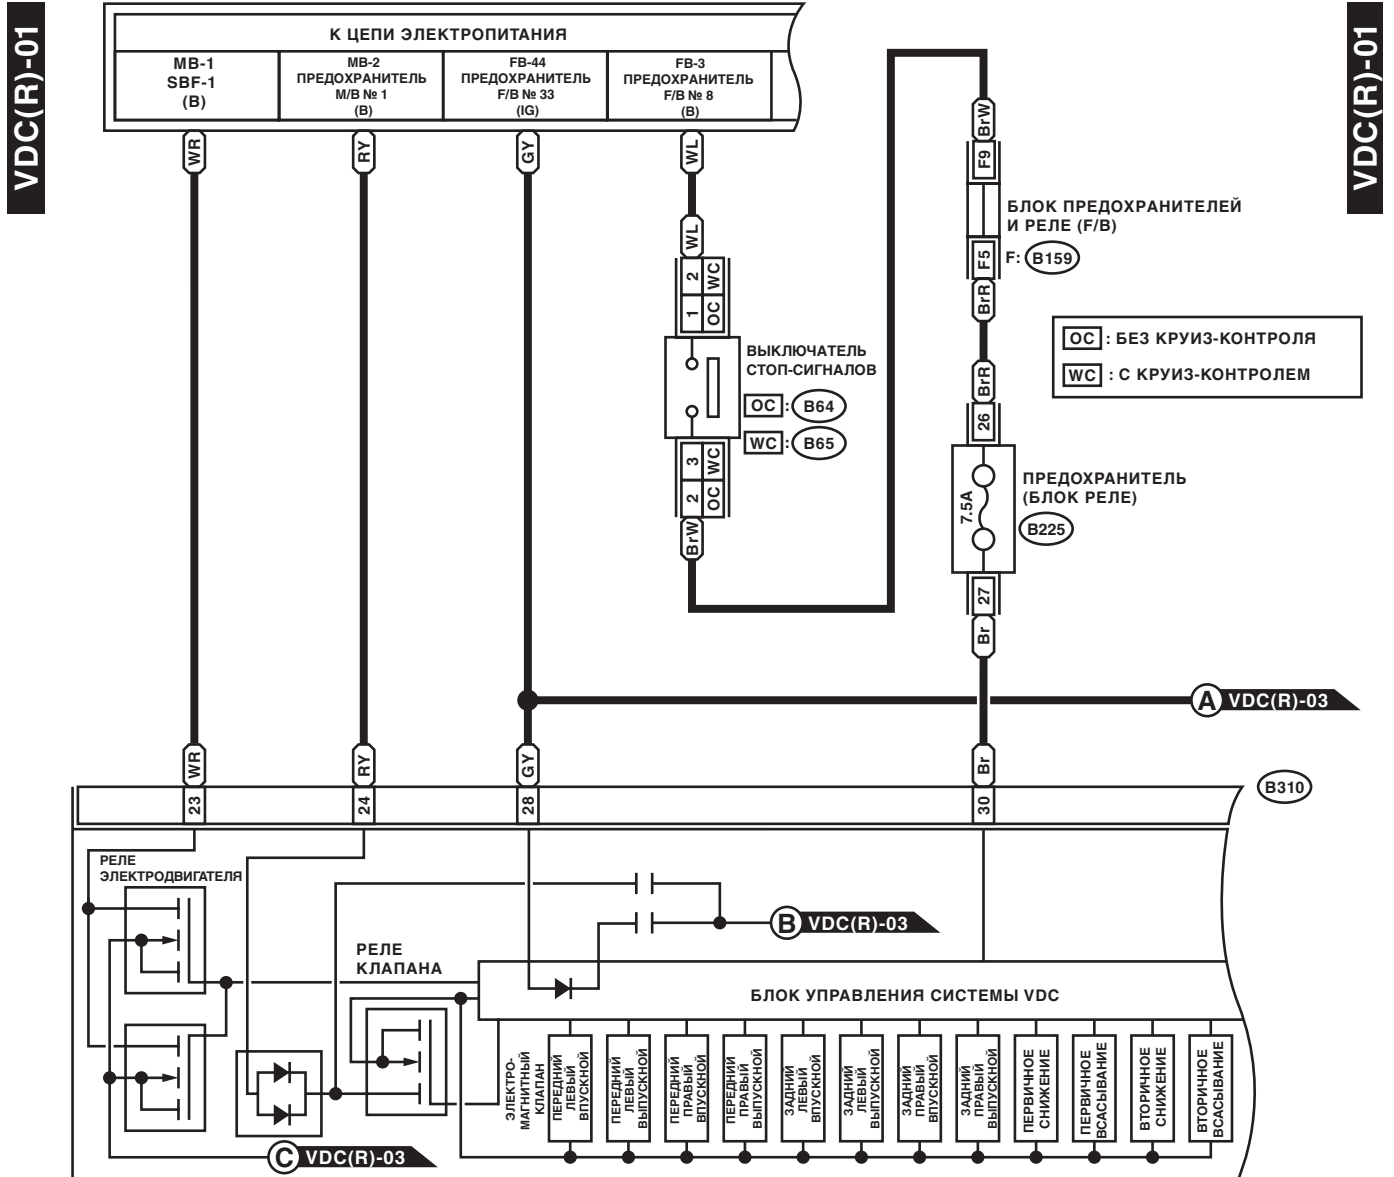 VDC(R)-01
VDC(R)-01
К ЦЕПИ ЭЛЕКТРОПИТАНИЯ
MB-1
SBF-1
(B)
MB-2
ПРЕДОХРАНИТЕЛЬ
M/B № 1
(B)
FB-44
ПРЕДОХРАНИТЕЛЬ
F/B № 33
(IG)
FB-3
ПРЕДОХРАНИТЕЛЬ
F/B № 8
(B)
WR
RY
GY
WL
BrW
F9
БЛОК ПРЕДОХРАНИТЕЛЕЙ
И РЕЛЕ (F/B)
F5
F: B159
BrR
WL
2 WC
1 OC
ВЫКЛЮЧАТЕЛЬ
СТОП-СИГНАЛОВ
OC : B64
WC : B65
3 WC
2 OC
BrW
OC : БЕЗ КРУИЗ-КОНТРОЛЯ
WC : С КРУИЗ-КОНТРОЛЕМ
BrR
26
7.5A
ПРЕДОХРАНИТЕЛЬ
(БЛОК РЕЛЕ)
B225
27
Br
A VDC(R)-03
WR
RY
GY
Br
23
24
28
30
B310
РЕЛЕ
ЭЛЕКТРОДВИГАТЕЛЯ
B VDC(R)-03
РЕЛЕ
КЛАПАНА
БЛОК УПРАВЛЕНИЯ СИСТЕМЫ VDC
ЭЛЕКТРО-
МАГНИТНЫЙ
КЛАПАН
ПЕРЕДНИЙ
ЛЕВЫЙ
ВПУСКНОЙ
ПЕРЕДНИЙ
ЛЕВЫЙ
ВЫПУСКНОЙ
ПЕРЕДНИЙ
ПРАВЫЙ
ВПУСКНОЙ
ПЕРЕДНИЙ
ПРАВЫЙ
ВЫПУСКНОЙ
ЗАДНИЙ
ЛЕВЫЙ
ВПУСКНОЙ
ЗАДНИЙ
ЛЕВЫЙ
ВЫПУСКНОЙ
ЗАДНИЙ
ПРАВЫЙ
ВПУСКНОЙ
ЗАДНИЙ
ПРАВЫЙ
ВЫПУСКНОЙ
ПЕРВИЧНОЕ
СНИЖЕНИЕ
ПЕРВИЧНОЕ
ВСАСЫВАНИЕ
ВТОРИЧНОЕ
СНИЖЕНИЕ
ВТОРИЧНОЕ
ВСАСЫВАНИЕ
C VDC(R)-03